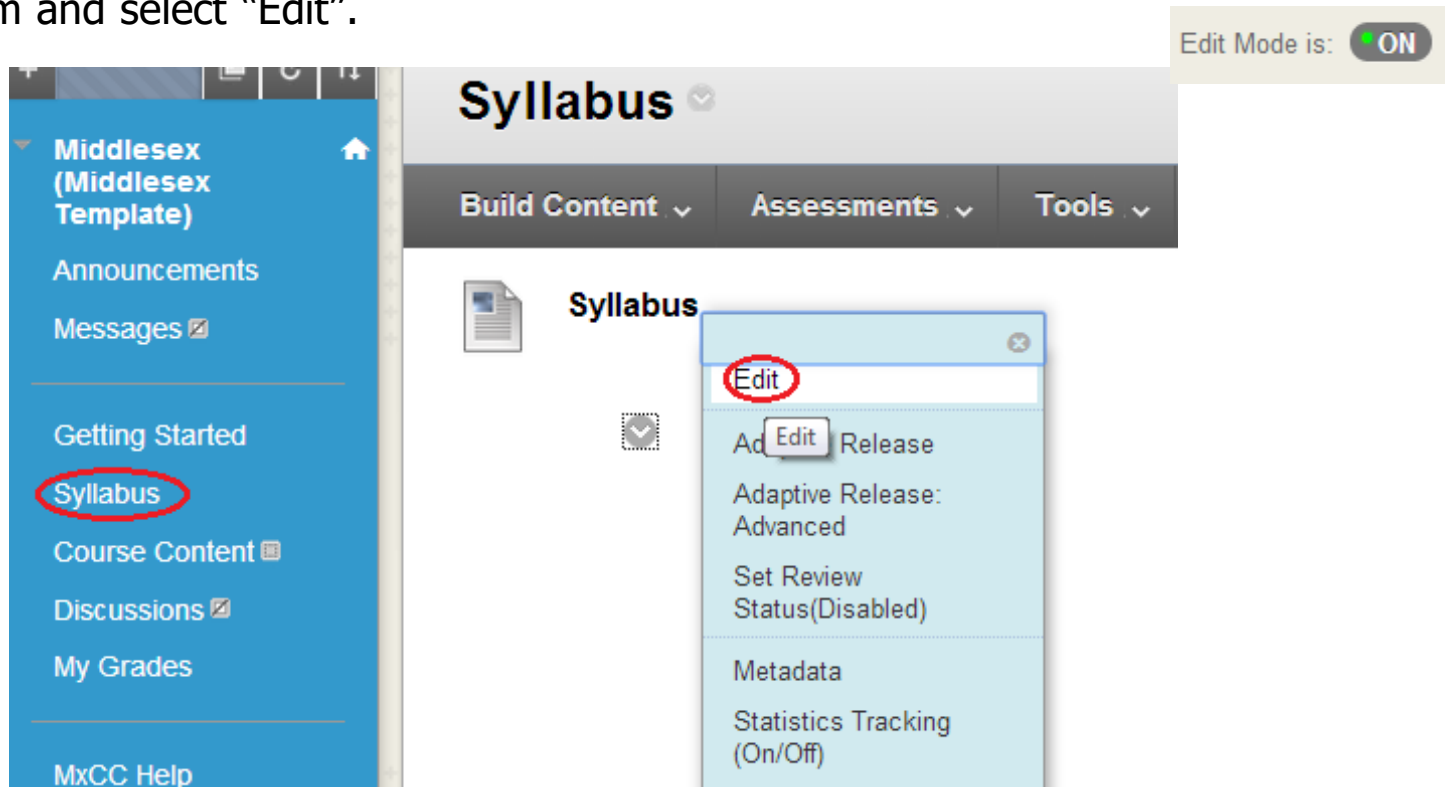 and select “Edit”.
Edit Mode is: ON
Middlesex
(Middlesex
Template)
Announcements
Messages
Getting Started
Syllabus
Course Content
Discussions
My Grades
MxCC Help
Syllabus
Build Content Assessments Tools
Syllabus
Edit
Edit
Release
Adaptive Release:
Advanced
Set Review
Status(Disabled)
Metadata
Statistics Tracking
(On/Off)